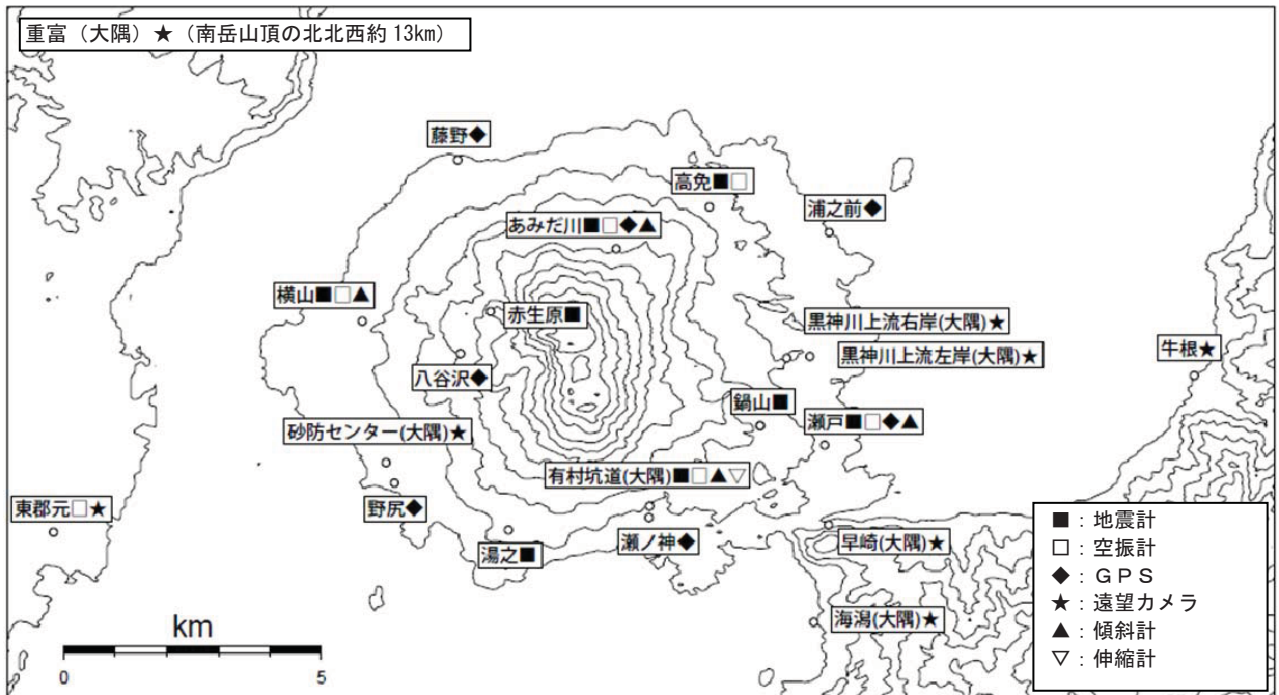 重富（大隅）★（南岳山頂の北北西約13km）
藤野◆
高免■□
浦之前◆
あみだ川■□◆▲
横山■□▲
赤生原■
黒神川上流右岸(大隅)★
黒神川上流左岸(大隅)★
牛根★
八谷沢◆
鍋山■
砂防センター(大隅)★
瀬戸■□◆▲
有村坑道(大隅)■□▲▽
東郡元□★
野尻◆
湯之■
瀬ノ神◆
早崎(大隅)★
海潟(大隅)★
■：地震計
□：空振計
◆：ＧＰＳ
★：遠望カメラ
▲：傾斜計
▽：伸縮計
km
0 5